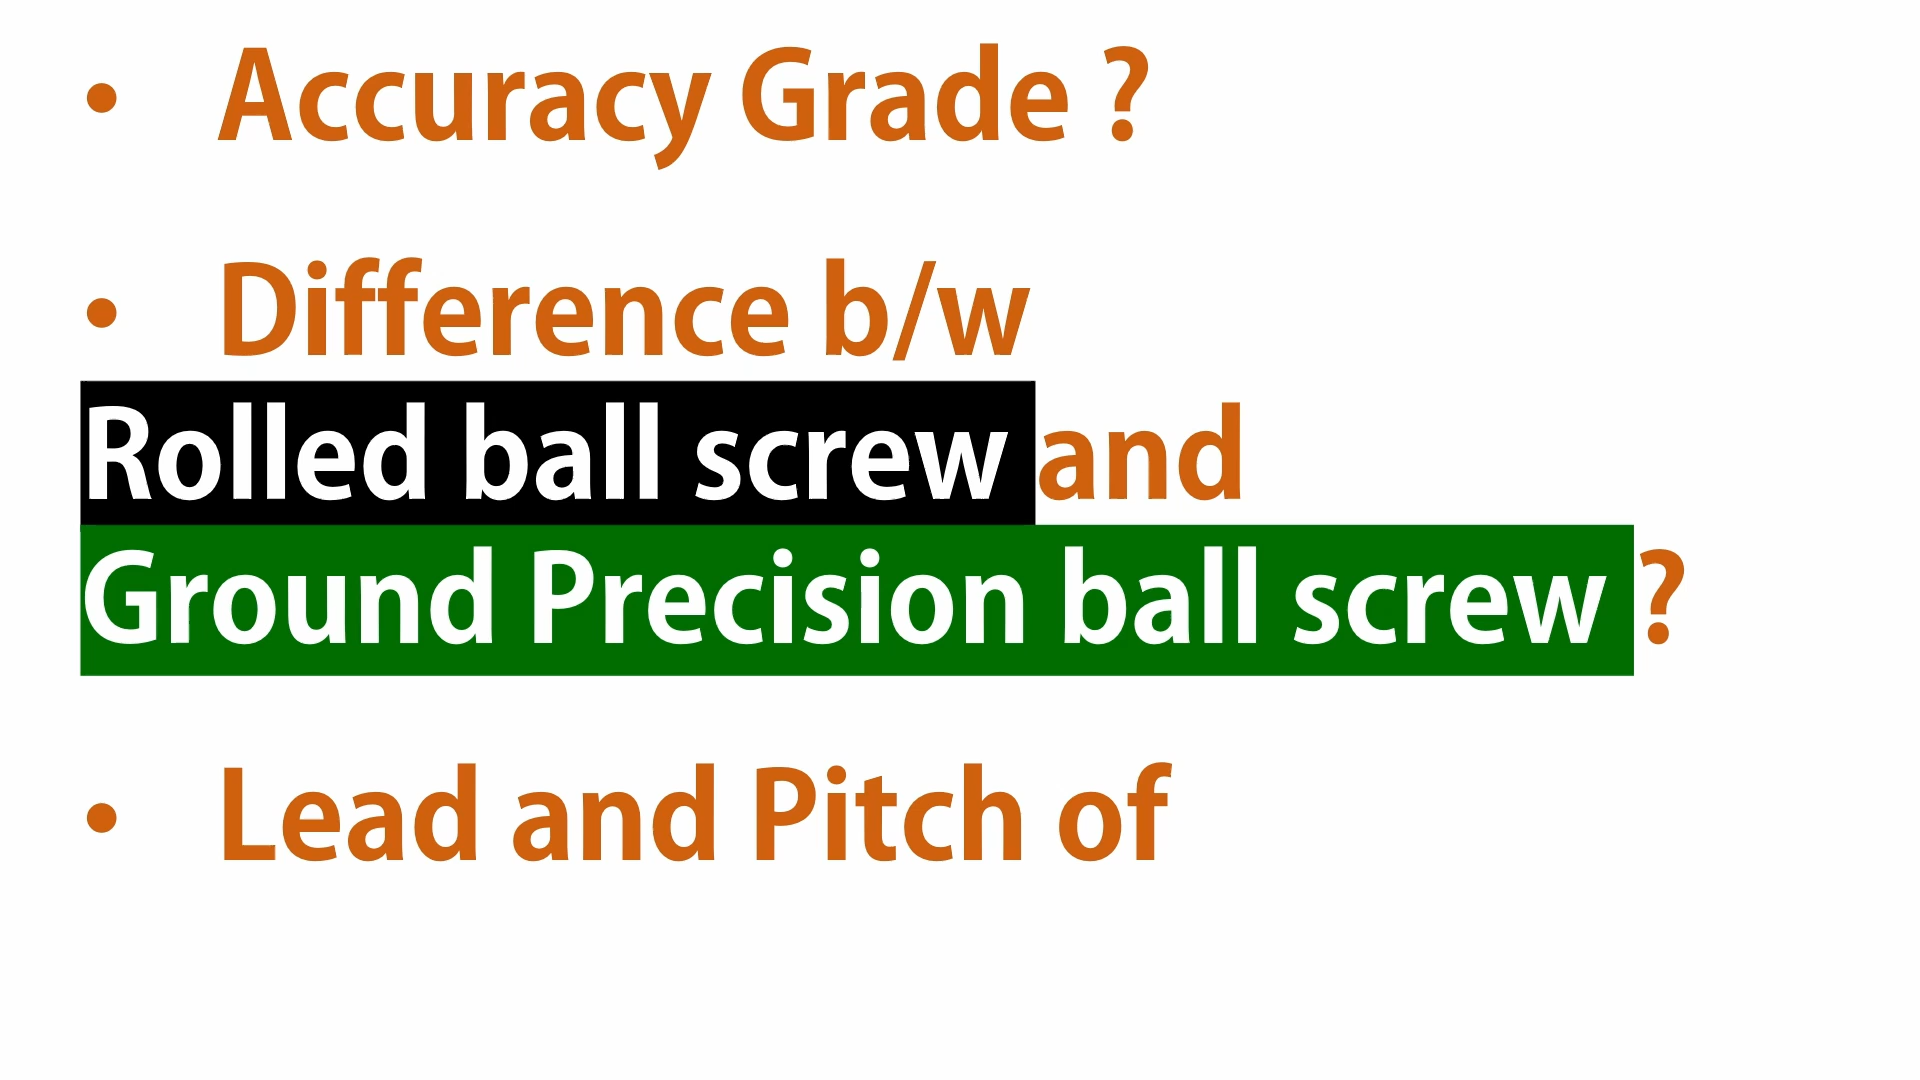 • Accuracy Grade ?
• Difference b/w
Rolled ball screw and
Ground Precision ball screw ?
• Lead and Pitch of